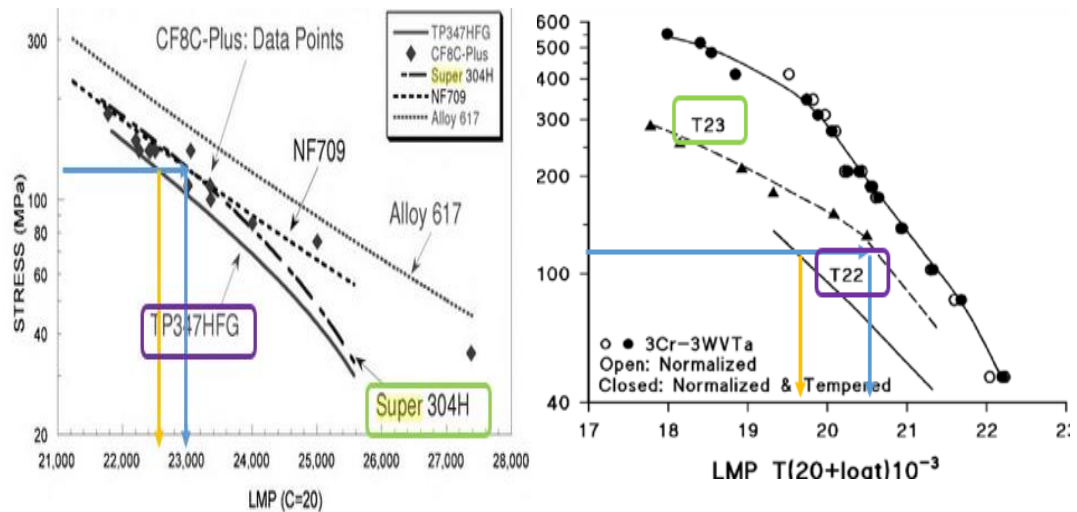 300
100
80
60
40
20
STRESS (MPa)
CF8C-Plus: Data Points
TP347HFG
CF8C-Plus
Super 304H
NF709
Alloy 617
NF709
Alloy 617
TP347HFG
Super 304H
21,000 22,000 23,000 24,000 25,000 26,000 27,000 28,000
LMP (C=20)
600
500
400
300
200
100
40
T23
T22
3Cr-3WVTa
Open: Normalized
Closed: Normalized & Tempered
17 18 19 20 21 22 23
LMP T(20+logt)10⁻³